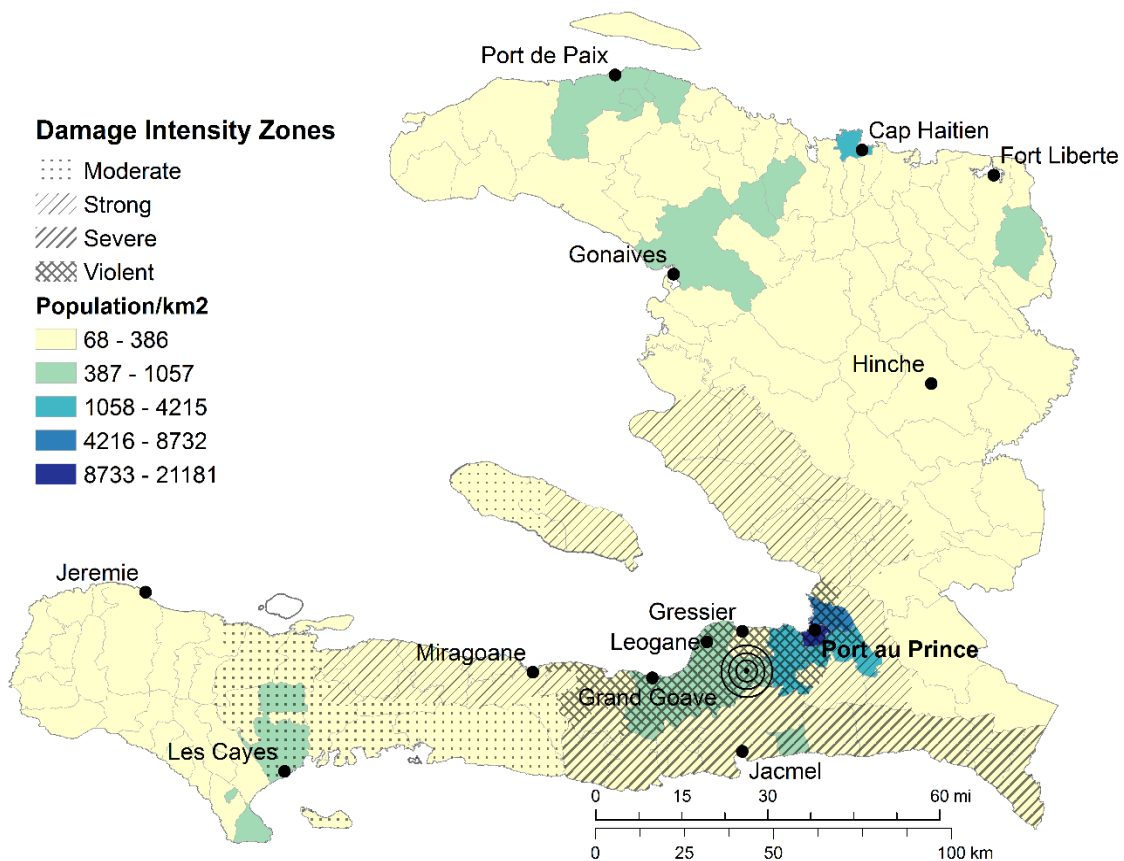 Port de Paix
Damage Intensity Zones
Cap Haitien
Moderate
Fort Liberte
Strong
Severe
Gonaives
Violent
Population/km2
68 - 386
387 - 1057
Hinche
1058 - 4215
4216 - 8732
8733 - 21181
Jeremie
Gressier
Leogane
Port au Prince
Miragoane
Grand Goave
Les Cayes
Jacmel
0 15 30 60 mi
0 25 50 100 km